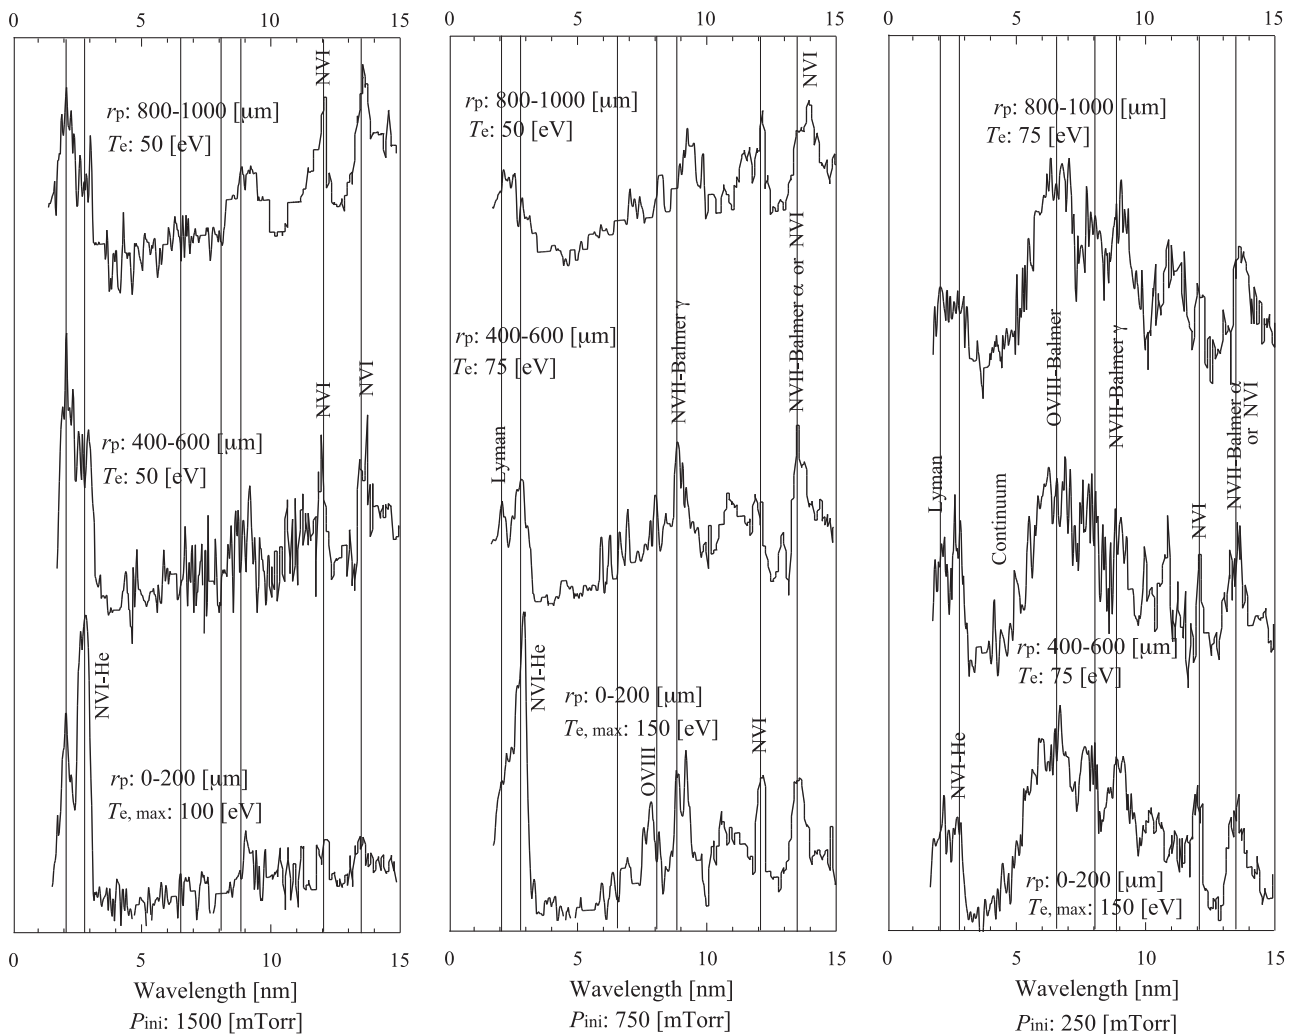 0 5 10 15
NVI
rp: 800-1000 [μm]
Te: 50 [eV]
NVI
NVI
rp: 400-600 [μm]
Te: 50 [eV]
NVI-He
rp: 0-200 [μm]
Te, max: 100 [eV]
0 5 10 15
Wavelength [nm]
Pini: 1500 [mTorr]
0 5 10 15
NVI
rp: 800-1000 [μm]
Te: 50 [eV]
NVII-Balmer α or NVI
NVII-Balmer γ
rp: 400-600 [μm]
Te: 75 [eV]
Lyman
NVI-He
rp: 0-200 [μm]
Te, max: 150 [eV]
OVIII
NVI
0 5 10 15
Wavelength [nm]
Pini: 750 [mTorr]
0 5 10 15
rp: 800-1000 [μm]
Te: 75 [eV]
OVIII-Balmer
NVII-Balmer γ
NVII-Balmer α
or NVI
Lyman
Continuum
NVI
rp: 400-600 [μm]
Te: 75 [eV]
NVI-He
rp: 0-200 [μm]
Te, max: 150 [eV]
0 5 10 15
Wavelength [nm]
Pini: 250 [mTorr]